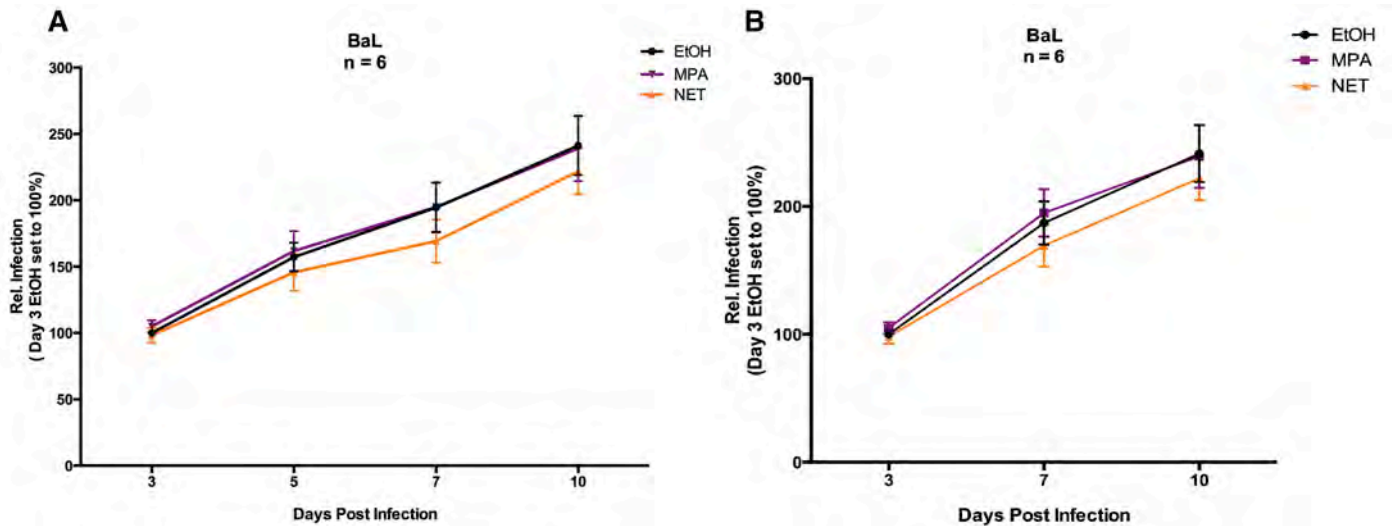 A
BaL
n = 6
EtOH
MPA
NET
300
250
200
150
100
50
0
Rel. Infection
( Day 3 EtOH set to 100%)
3 5 7 10
Days Post Infection
B
BaL
n = 6
EtOH
MPA
NET
300
200
100
0
Rel. Infection
(Day 3 EtOH set to 100%)
3 7 10
Days Post Infection